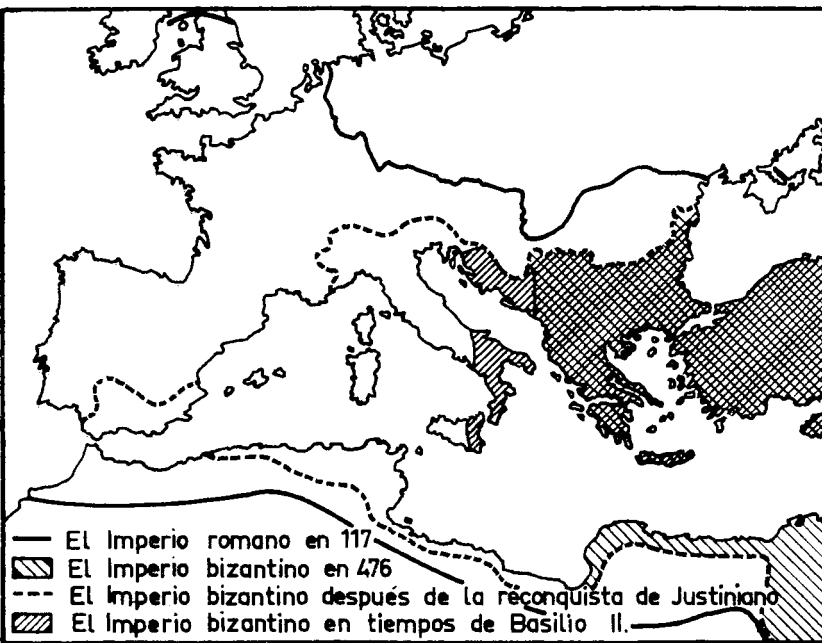 El Imperio romano en 117
El Imperio bizantino en 476
El Imperio bizantino después de la reconquista de Justiniano
El Imperio bizantino en tiempos de Basilio II.